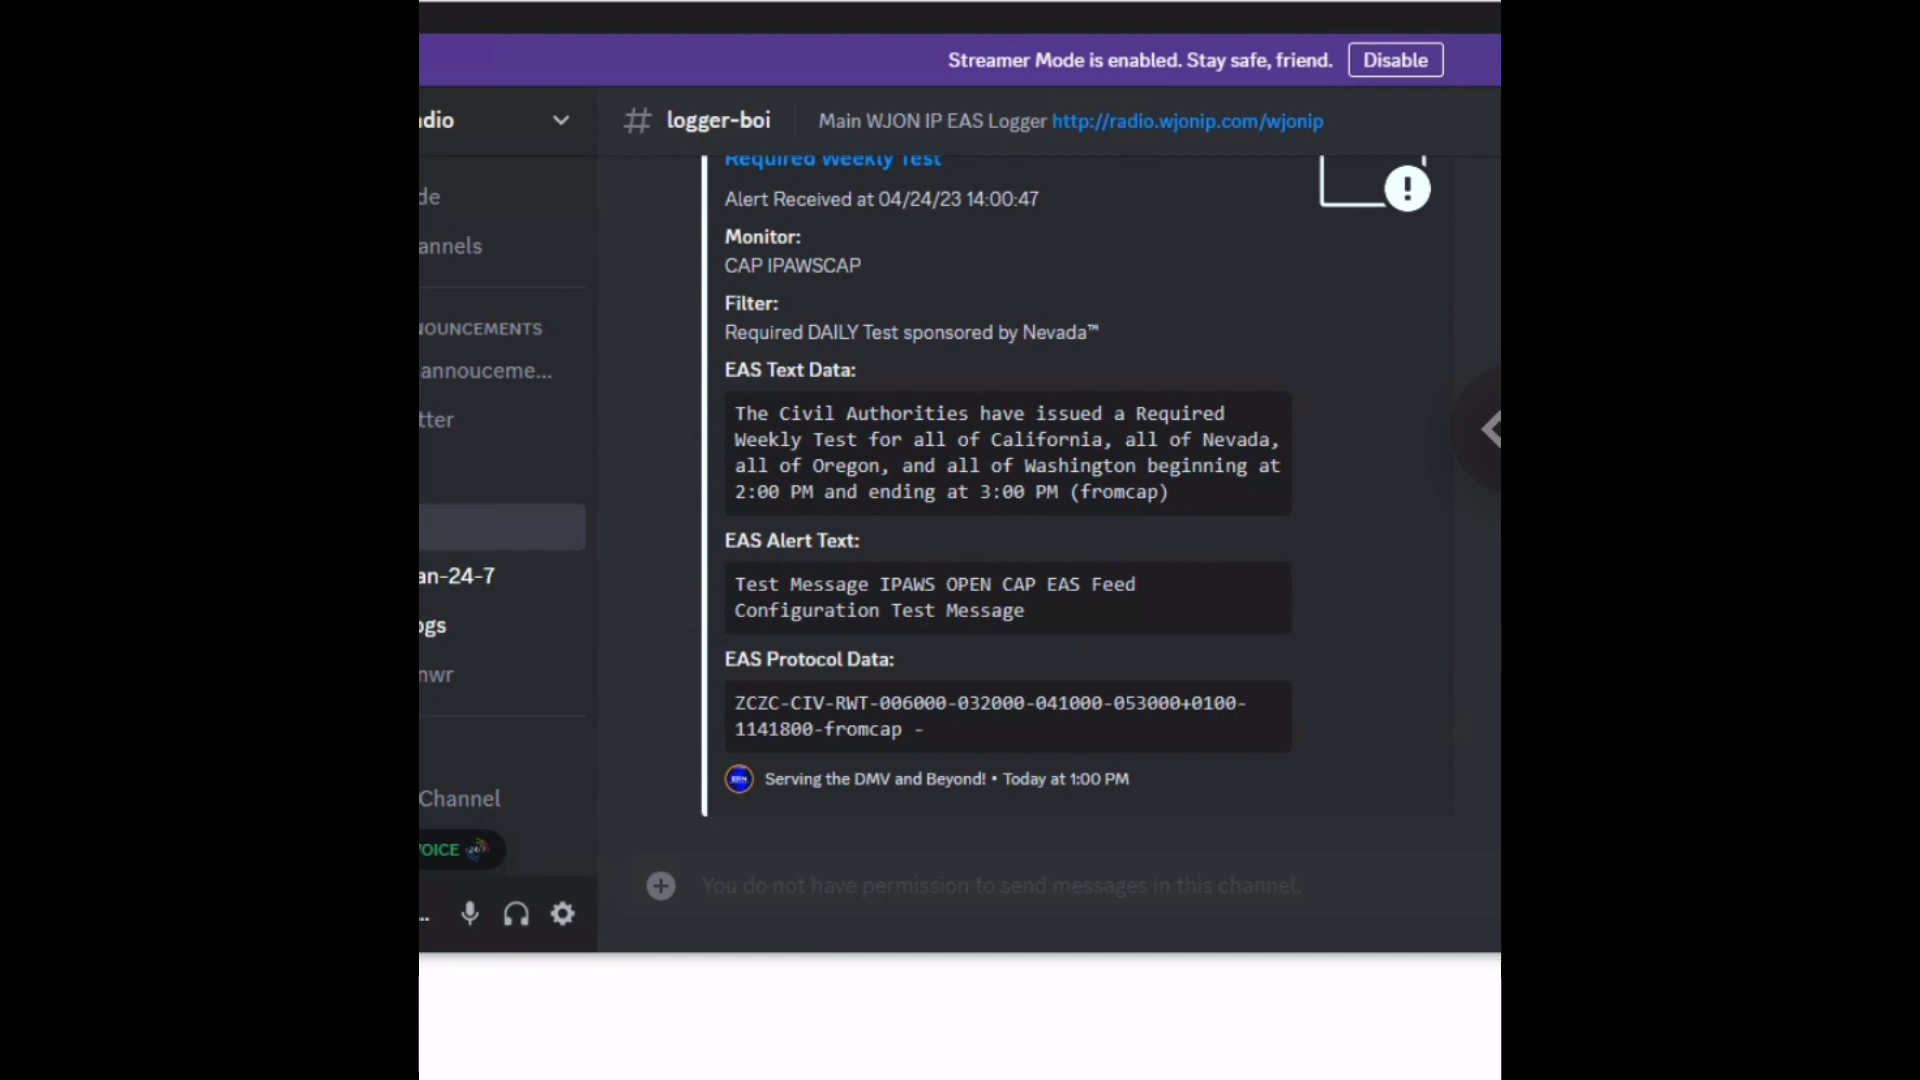 Streamer Mode is enabled. Stay safe, friend. Disable
dio
# logger-boi Main WJON IP EAS Logger http://radio.wjonip.com/wjonip
de
annels
OUNCEMENTS
annouceme...
tter
an-24-7
ogs
nwr
Channel
VOICE
Required Weekly Test
Alert Received at 04/24/23 14:00:47
Monitor:
CAP IPAWSCAP
Filter:
Required DAILY Test sponsored by Nevada™
EAS Text Data:
The Civil Authorities have issued a Required
Weekly Test for all of California, all of Nevada,
all of Oregon, and all of Washington beginning at
2:00 PM and ending at 3:00 PM (fromcap)
EAS Alert Text:
Test Message IPAWS OPEN CAP EAS Feed
Configuration Test Message
EAS Protocol Data:
ZCZC-CIV-RWT-006000-032000-041000-053000+0100-
1141800-fromcap -
Serving the DMV and Beyond! • Today at 1:00 PM
You do not have permission to send messages in this channel.
...